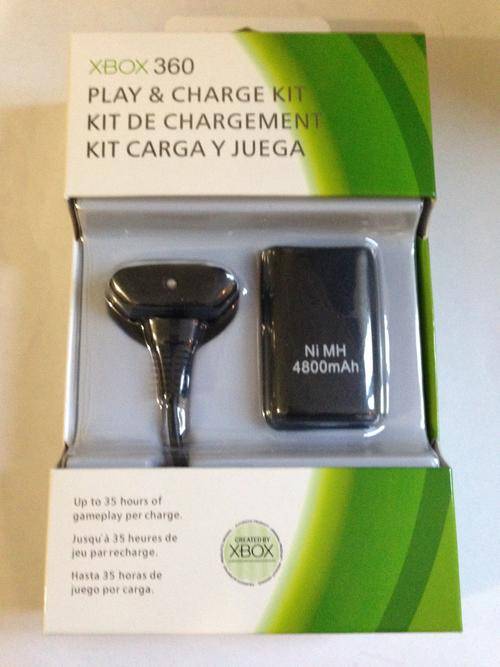 XBOX 360
PLAY & CHARGE KIT
KIT DE CHARGEMENT
KIT CARGA Y JUEGA
Ni MH
4800mAh
Up to 35 hours of
gameplay per charge.
Jusqu'à 35 heures de
jeu par recharge.
Hasta 35 horas de
juego por carga.
CREATED BY
XBOX